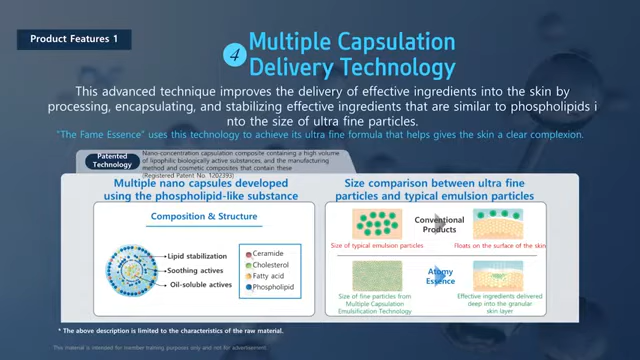 Product Features 1
4
Multiple Capsulation
Delivery Technology
This advanced technique improves the delivery of effective ingredients into the skin by
processing, encapsulating, and stabilizing effective ingredients that are similar to phospholipids i
nto the size of ultra fine particles.
"The Fame Essence" uses this technology to achieve its ultra fine formula that helps gives the skin a clear complexion.
Patented
Technology
Nano-concentration capsulation composite containing a high volume
of lipophilic biologically active substances, and the manufacturing
method and cosmetic composites that contain these
[Registered Patent No. 1202393]
Multiple nano capsules developed
using the phospholipid-like substance
Composition & Structure
Lipid stabilization
Soothing actives
Oil-soluble actives
Ceramide
Cholesterol
Fatty acid
Phospholipid
Size comparison between ultra fine
particles and typical emulsion particles
Conventional
Products
Size of typical emulsion particles
Floats on the surface of the skin
Atomy
Essence
Size of fine particles from
Multiple Capsulation
Emulsification Technology
Effective ingredients delivered
deep into the granular
skin layer
* The above description is limited to the characteristics of the raw material.
This material is intended for member training purposes only and not for advertisement.